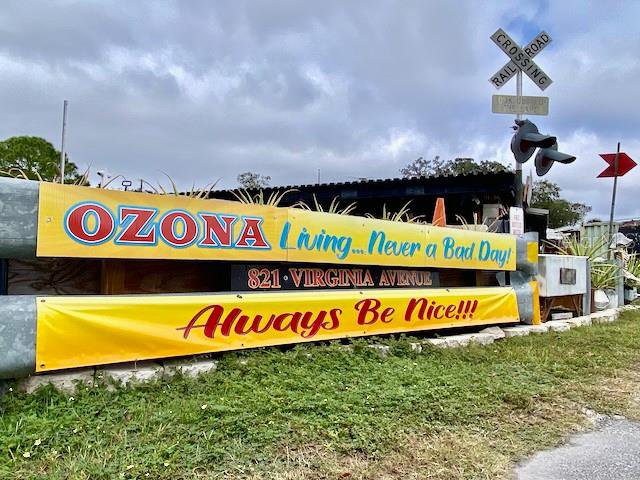 RAILROAD
CROSSING
OZONA Living... Never a Bad Day!
821 · VIRGINIA AVENUE
Always Be Nice!!!